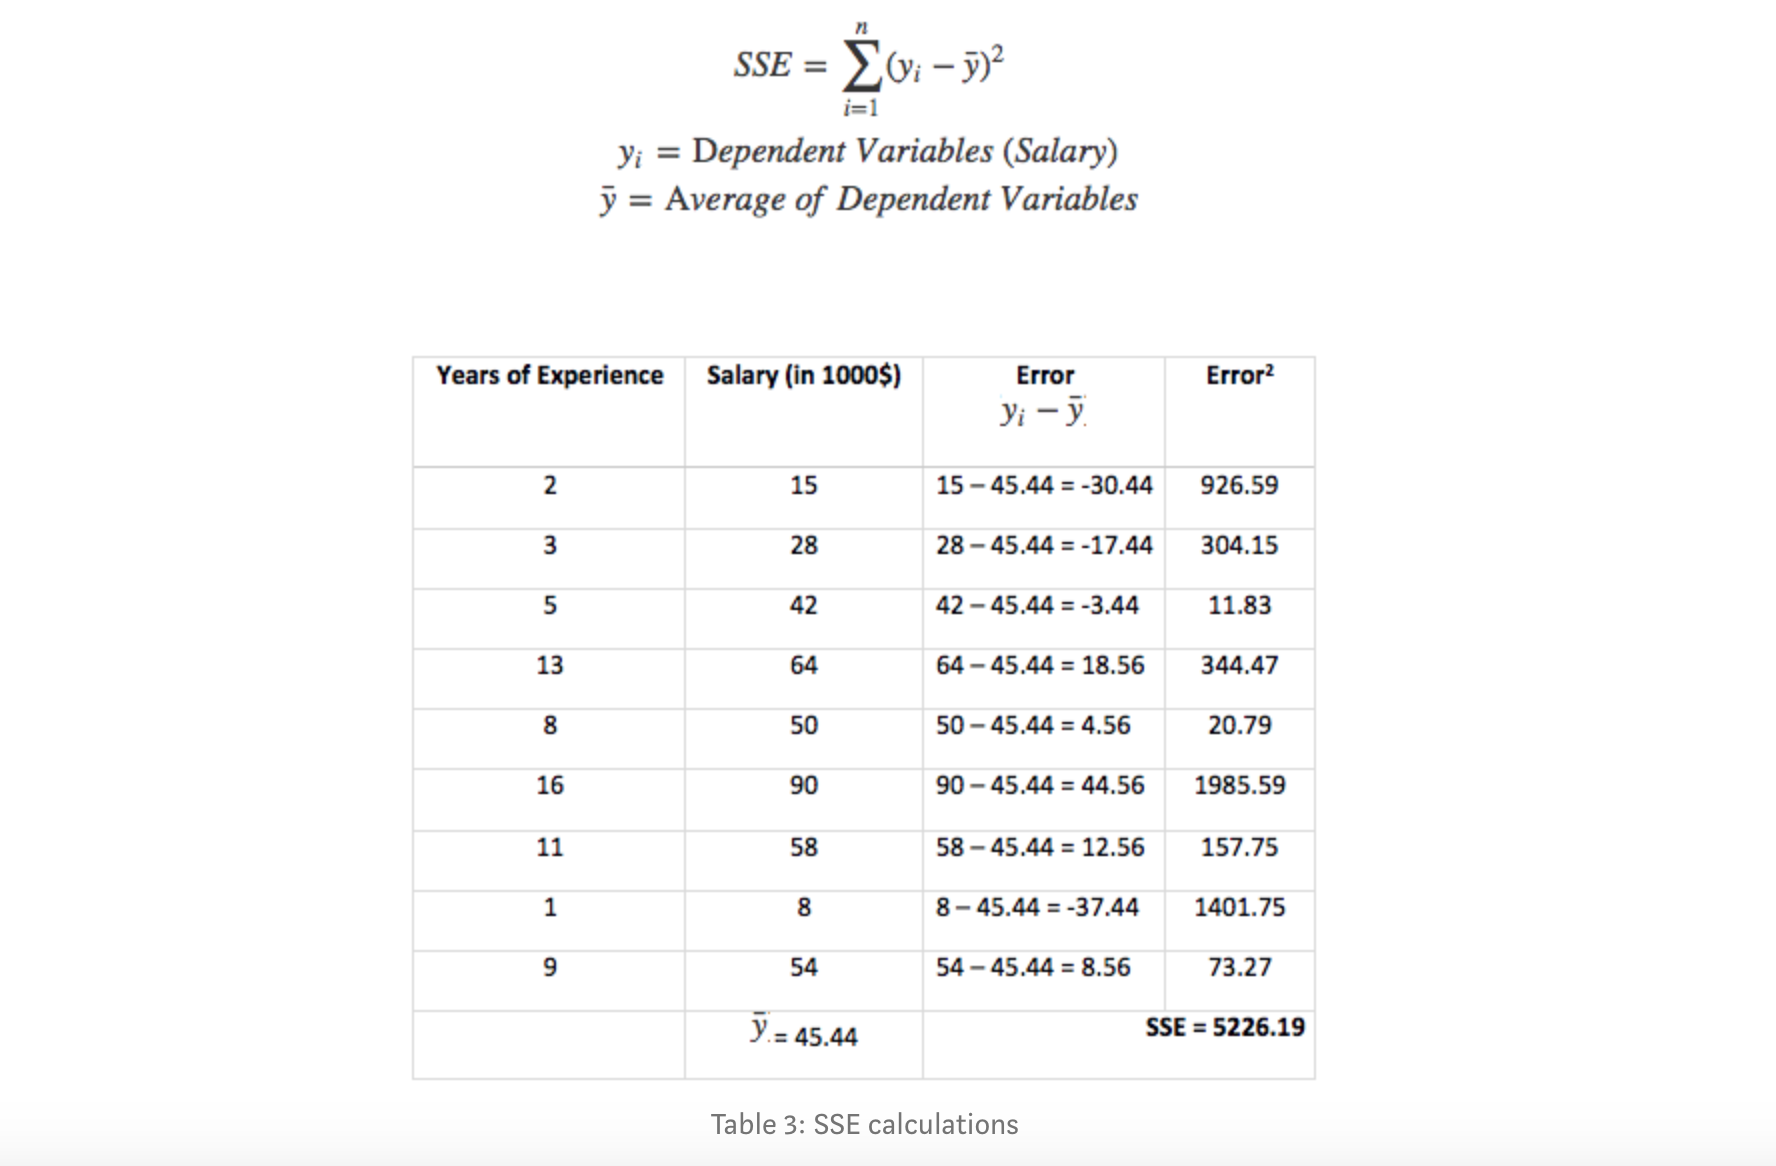 SSE = \sum_{i=1}^{n} (y_i − ȳ)²
y_i = Dependent Variables (Salary)
ȳ = Average of Dependent Variables
Years of Experience Salary (in 1000$) Error Error²
y_i − ȳ.
2 15 15 – 45.44 = -30.44 926.59
3 28 28 – 45.44 = -17.44 304.15
5 42 42 – 45.44 = -3.44 11.83
13 64 64 – 45.44 = 18.56 344.47
8 50 50 – 45.44 = 4.56 20.79
16 90 90 – 45.44 = 44.56 1985.59
11 58 58 – 45.44 = 12.56 157.75
1 8 8 – 45.44 = -37.44 1401.75
9 54 54 – 45.44 = 8.56 73.27
ȳ. = 45.44 SSE = 5226.19
Table 3: SSE calculations